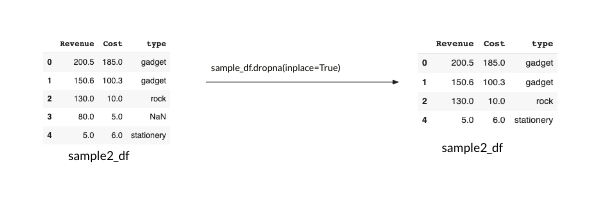 Revenue Cost type
0 200.5 185.0 gadget
1 150.6 100.3 gadget
2 130.0 10.0 rock
3 80.0 5.0 NaN
4 5.0 6.0 stationery
sample2_df
sample_df.dropna(inplace=True)
Revenue Cost type
0 200.5 185.0 gadget
1 150.6 100.3 gadget
2 130.0 10.0 rock
4 5.0 6.0 stationery
sample2_df